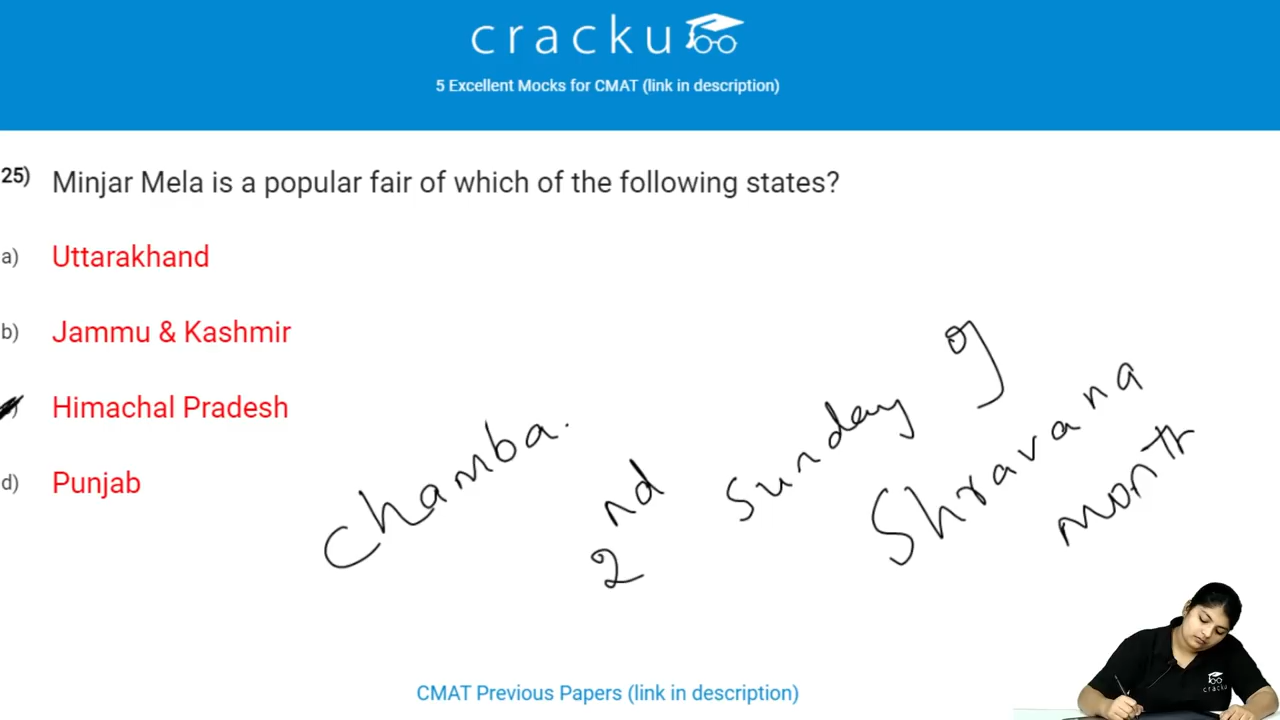 cracku
5 Excellent Mocks for CMAT (link in description)
25) Minjar Mela is a popular fair of which of the following states?
a) Uttarakhand
b) Jammu & Kashmir
Himachal Pradesh
d) Punjab
Chamba.
2nd Sunday of
Shravana
month
cracku
CMAT Previous Papers (link in description)